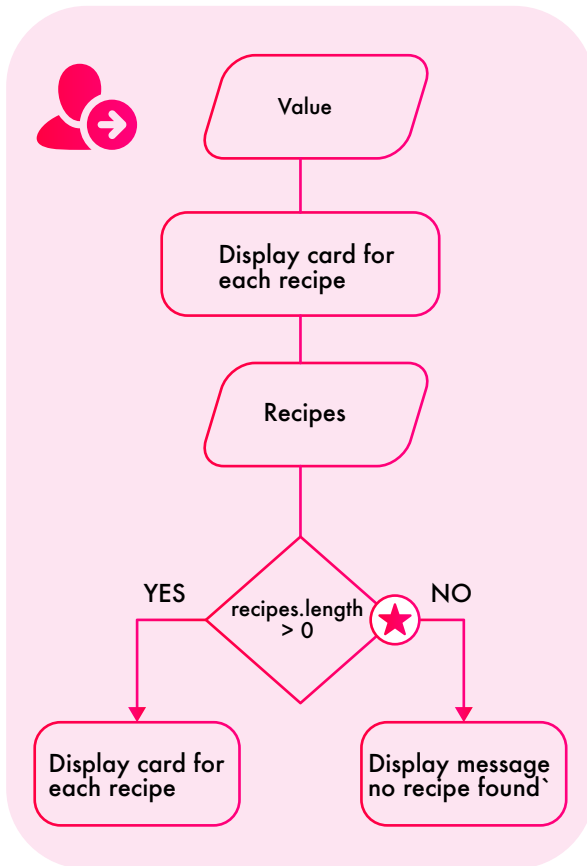 Value
Display card for
each recipe
Recipes
YES
NO
recipes.length
> 0
Display card for
each recipe
Display message
no recipe found`